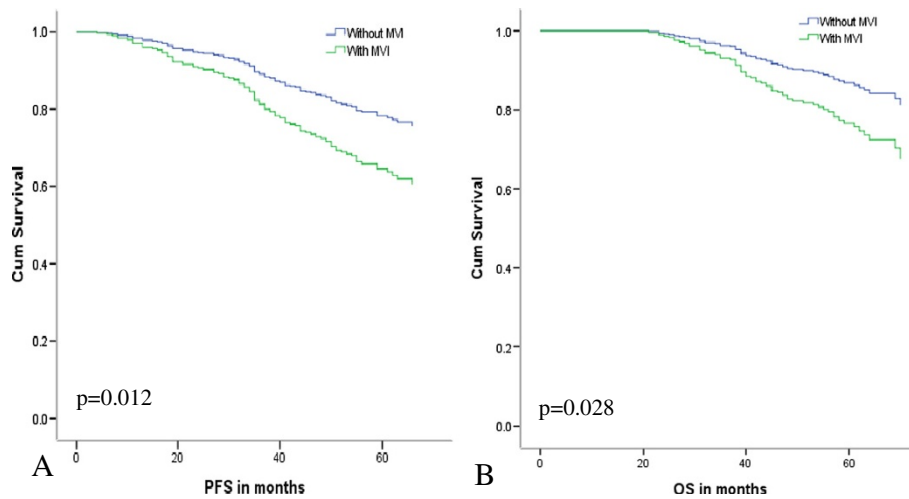 1.0
0.8
0.6
0.4
0.2
0.0
Cum Survival
Without MVI
With MVI
p=0.012
0 20 40 60
A
PFS in months
1.0
0.8
0.6
0.4
0.2
0.0
Cum Survival
Without MVI
With MVI
p=0.028
0 20 40 60
B
OS in months